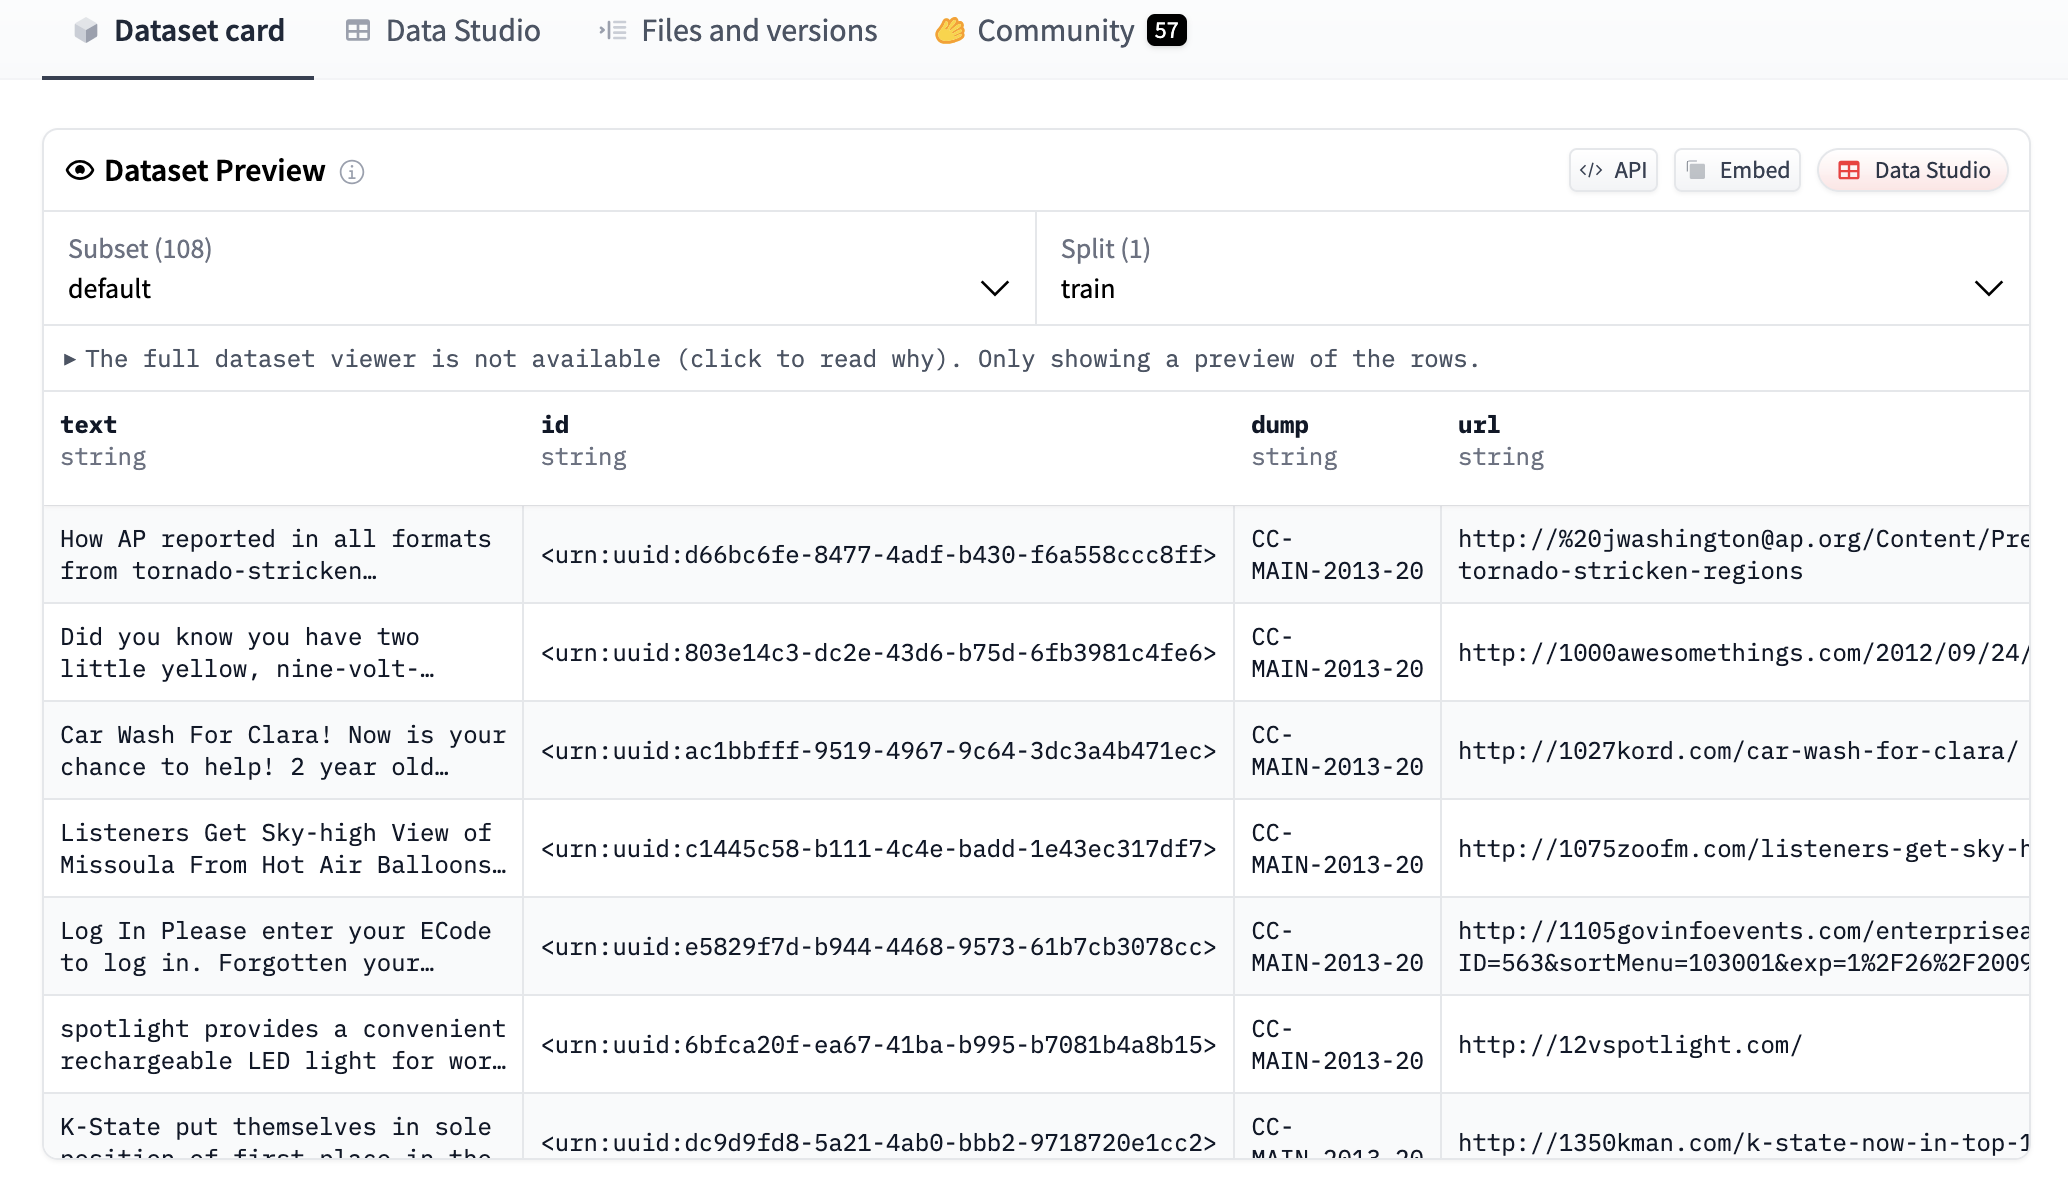 Dataset card Data Studio Files and versions Community 57
Dataset Preview
API Embed Data Studio
Subset (108)
default
Split (1)
train
The full dataset viewer is not available (click to read why). Only showing a preview of the rows.
text id dump url
string string string string
How AP reported in all formats
from tornado-stricken…
<urn:uuid:d66bc6fe-8477-4adf-b430-f6a558ccc8ff>
CC-
MAIN-2013-20
http://%20jwashington@ap.org/Content/Pre
tornado-stricken-regions
Did you know you have two
little yellow, nine-volt-…
<urn:uuid:803e14c3-dc2e-43d6-b75d-6fb3981c4fe6>
CC-
MAIN-2013-20
http://1000awesomethings.com/2012/09/24/
Car Wash For Clara! Now is your
chance to help! 2 year old…
<urn:uuid:ac1bbfff-9519-4967-9c64-3dc3a4b471ec>
CC-
MAIN-2013-20
http://1027kord.com/car-wash-for-clara/
Listeners Get Sky-high View of
Missoula From Hot Air Balloons…
<urn:uuid:c1445c58-b111-4c4e-badd-1e43ec317df7>
CC-
MAIN-2013-20
http://1075zoofm.com/listeners-get-sky-h
Log In Please enter your ECode
to log in. Forgotten your…
<urn:uuid:e5829f7d-b944-4468-9573-61b7cb3078cc>
CC-
MAIN-2013-20
http://1105govinfoevents.com/enterprisea
ID=563&sortMenu=103001&exp=1%2F26%2F2009
spotlight provides a convenient
rechargeable LED light for wor…
<urn:uuid:6bfca20f-ea67-41ba-b995-b7081b4a8b15>
CC-
MAIN-2013-20
http://12vspotlight.com/
K-State put themselves in sole
position of first place in the
<urn:uuid:dc9d9fd8-5a21-4ab0-bbb2-9718720e1cc2>
CC-
MAIN-2013-20
http://1350kman.com/k-state-now-in-top-1